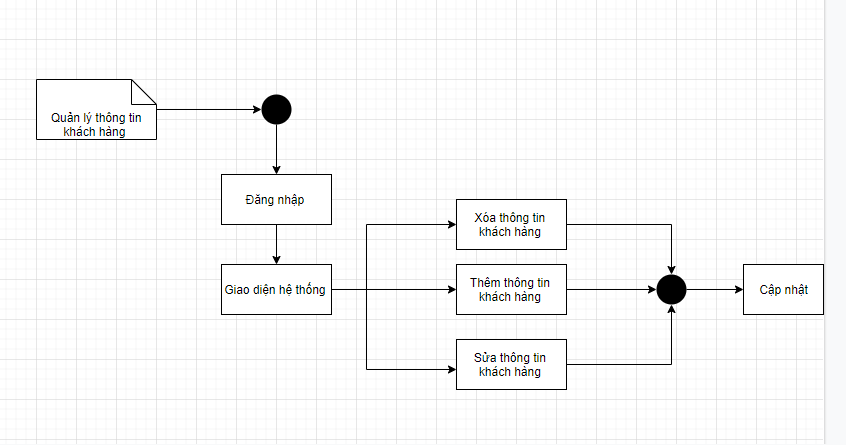 Quản lý thông tin
khách hàng
Đăng nhập
Giao diện hệ thống
Xóa thông tin
khách hàng
Thêm thông tin
khách hàng
Sửa thông tin
khách hàng
Cập nhật